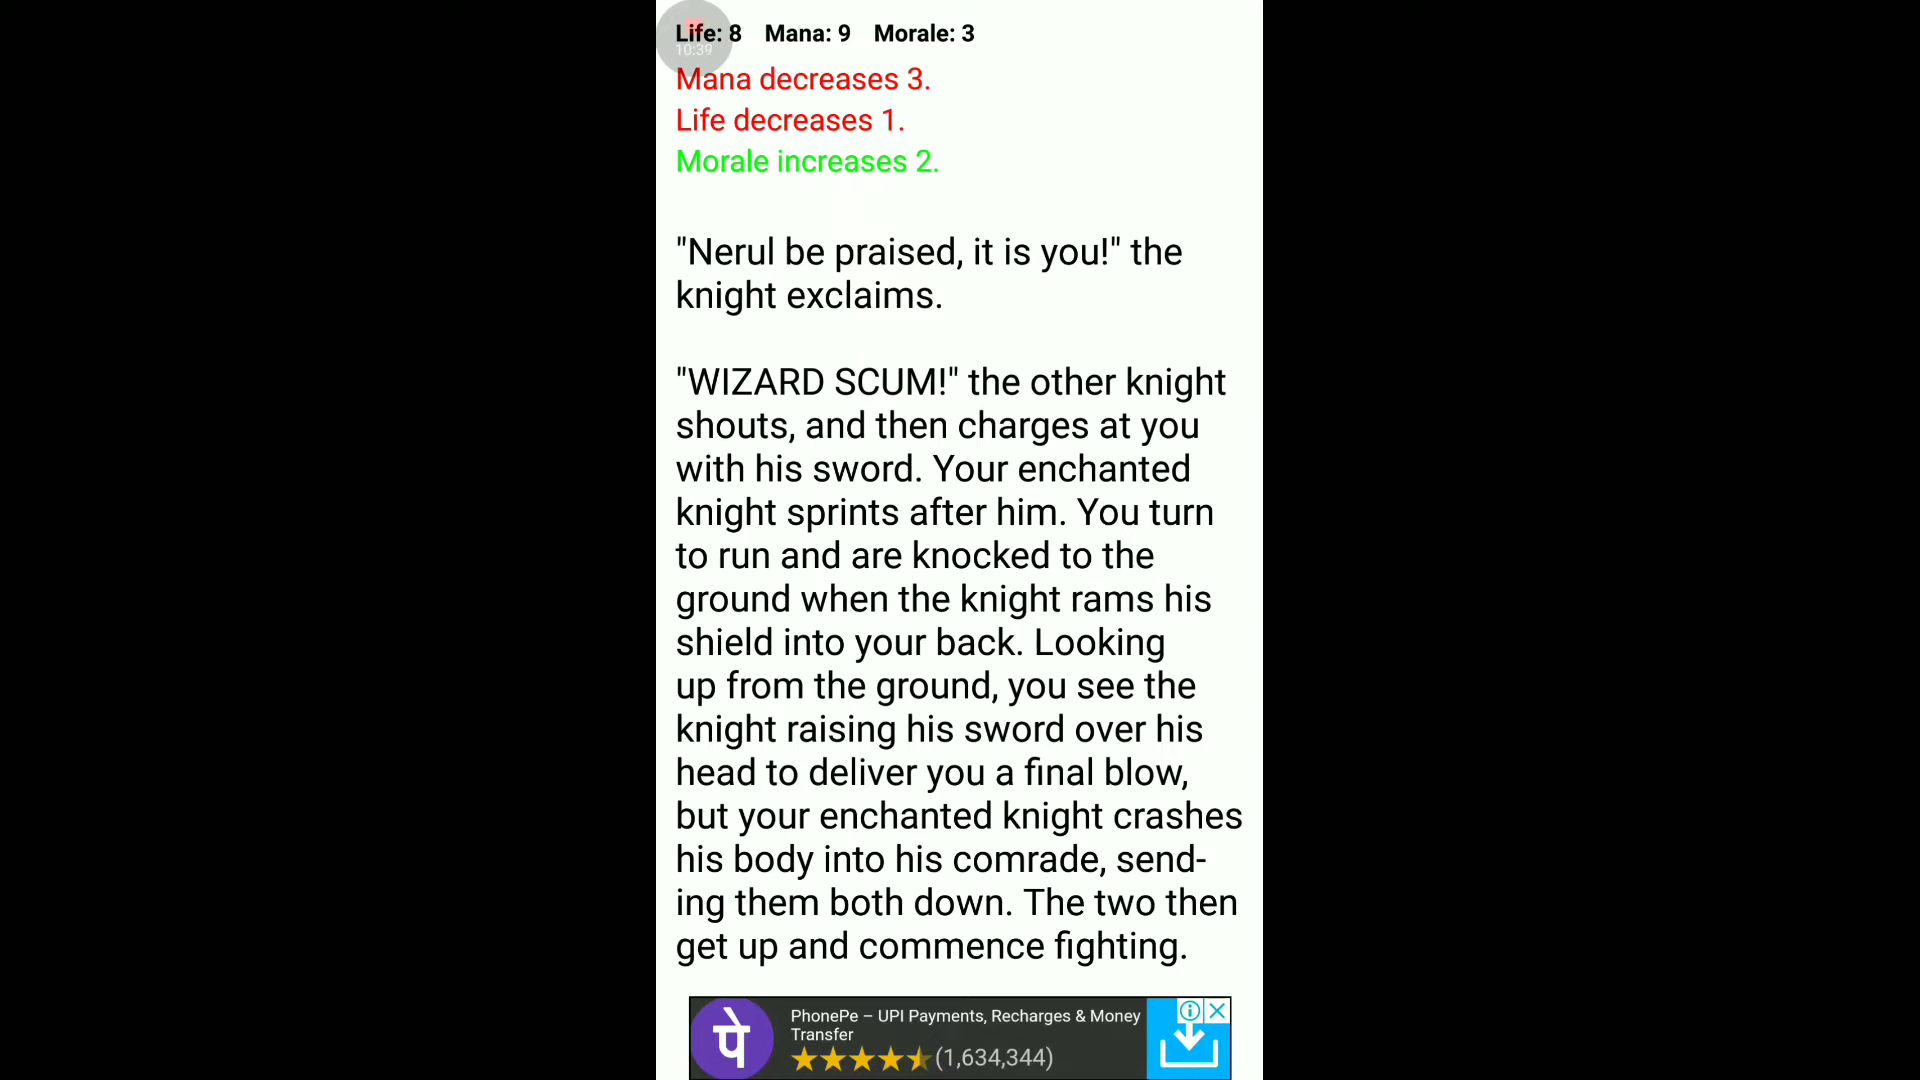 Life: 8 Mana: 9 Morale: 3
10:39
Mana decreases 3.
Life decreases 1.
Morale increases 2.
"Nerul be praised, it is you!" the
knight exclaims.
"WIZARD SCUM!" the other knight
shouts, and then charges at you
with his sword. Your enchanted
knight sprints after him. You turn
to run and are knocked to the
ground when the knight rams his
shield into your back. Looking
up from the ground, you see the
knight raising his sword over his
head to deliver you a final blow,
but your enchanted knight crashes
his body into his comrade, send-
ing them both down. The two then
get up and commence fighting.
पे
PhonePe – UPI Payments, Recharges & Money
Transfer
(1,634,344)